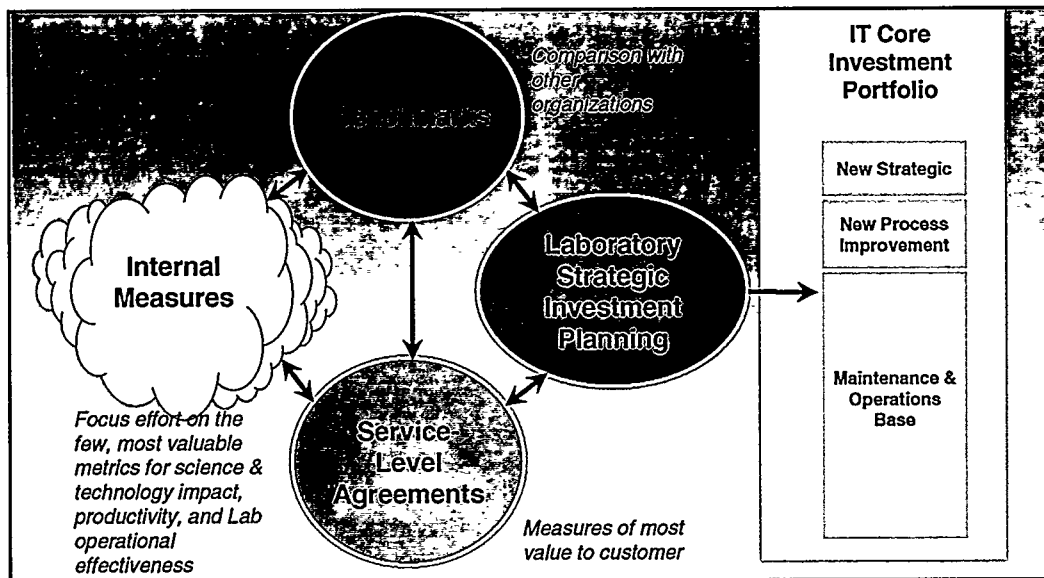 Benchmarks
Comparison with
other
organizations
Internal
Measures
Laboratory
Strategic
Investment
Planning
Focus effort on the
few, most valuable
metrics for science &
technology impact,
productivity, and Lab
operational
effectiveness
Service
Level
Agreements
Measures of most
value to customer
IT Core
Investment
Portfolio
New Strategic
New Process
Improvement
Maintenance &
Operations
Base